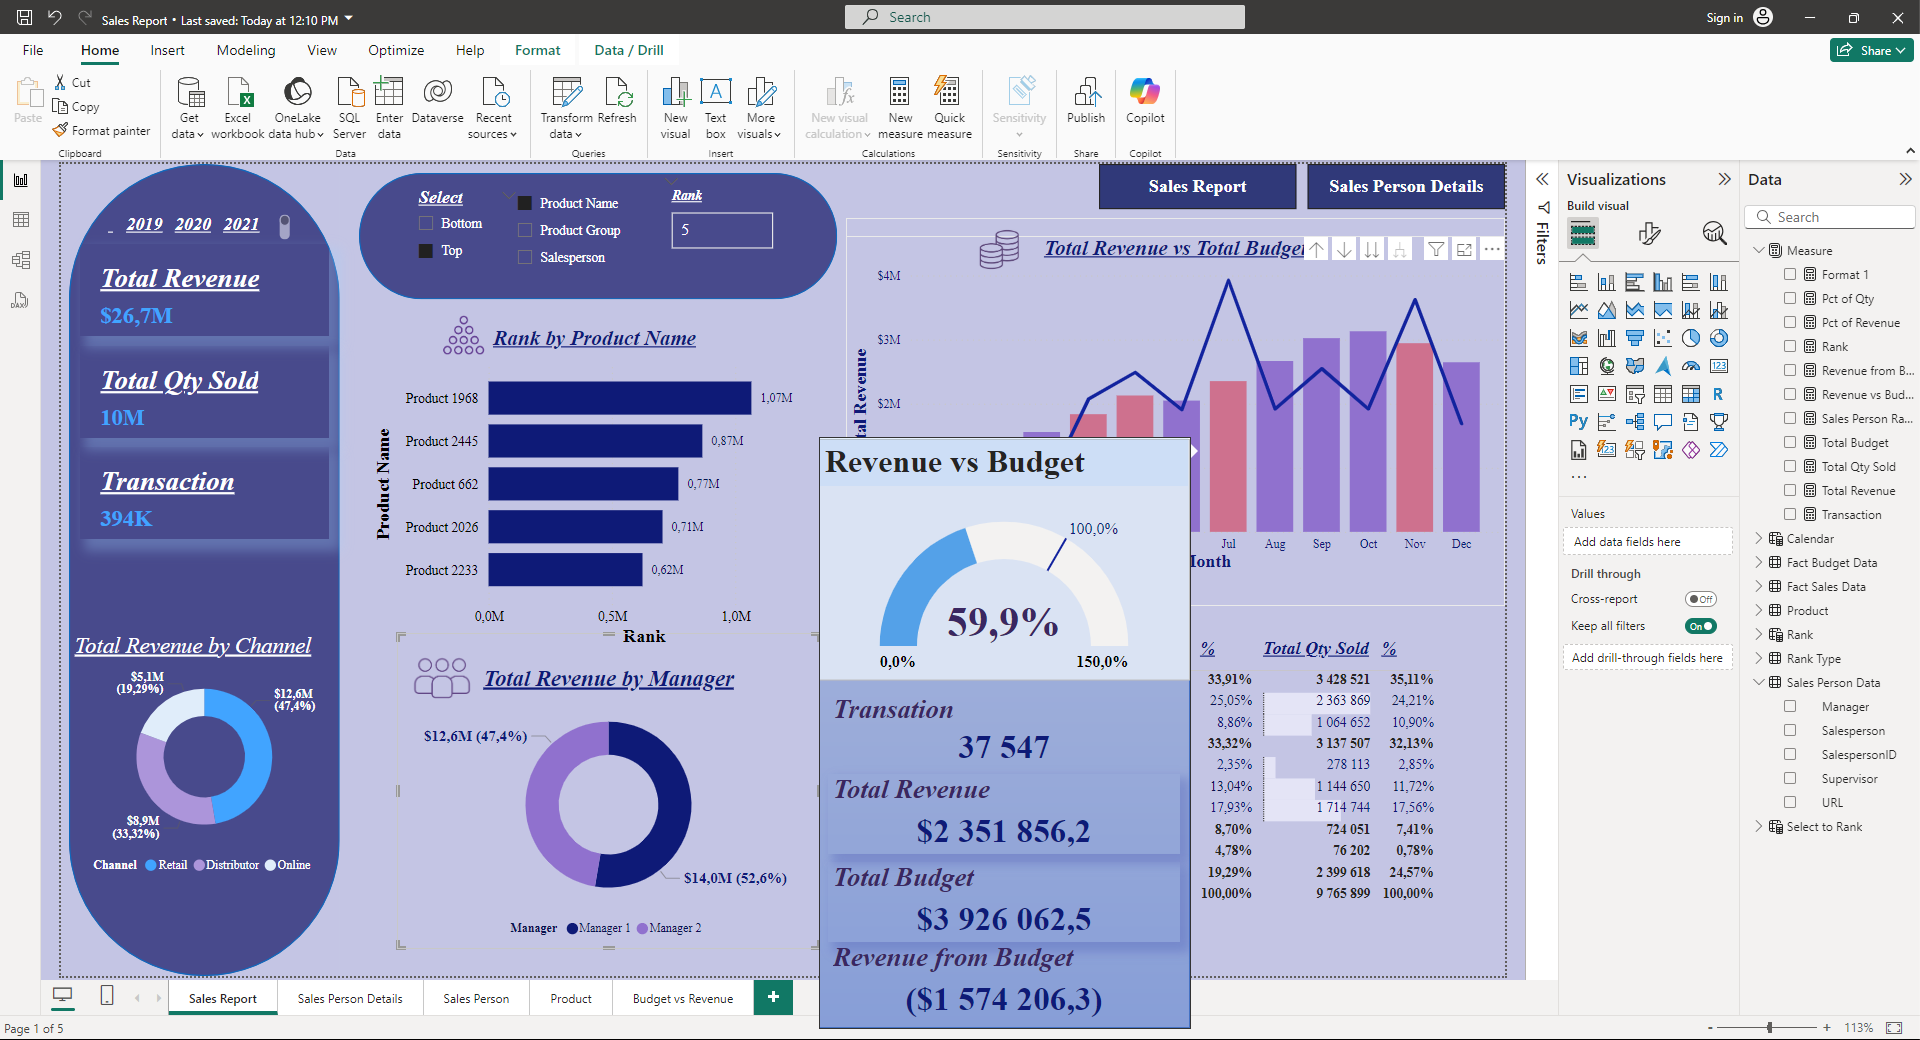 Sales Report • Last saved: Today at 12:10 PM
Search
Sign in
File Home Insert Modeling View Optimize Help Format Data / Drill
Share
Paste
Cut
Copy
Format painter
Clipboard
Get data
Excel workbook
OneLake data hub
SQL Server
Enter data
Dataverse
Recent sources
Data
Transform data
Refresh
Queries
New visual
Text box
More visuals
Insert
New visual calculation
New measure
Quick measure
Calculations
Sensitivity
Sensitivity
Publish
Share
Copilot
Copilot
2019 2020 2021
Total Revenue
$26,7M
Total Qty Sold
10M
Transaction
394K
Total Revenue by Channel
$5,1M
(19,29%)
$12,6M
(47,4%)
$8,9M
(33,32%)
Channel Retail Distributor Online
Select
Bottom
Top
Product Name
Product Group
Salesperson
Rank
5
Rank by Product Name
Product Name
Product 1968 1,07M
Product 2445 0,87M
Product 662 0,77M
Product 2026 0,71M
Product 2233 0,62M
0,0M 0,5M 1,0M
Rank
Total Revenue by Manager
$12,6M (47,4%)
$14,0M (52,6%)
Manager Manager 1 Manager 2
Sales Report
Sales Person Details
Total Revenue vs Total Budge
$4M
$3M
$2M
tal Revenue
Jul Aug Sep Oct Nov Dec
Month
Revenue vs Budget
100,0%
59,9%
0,0% 150,0%
Transation
37 547
Total Revenue
$2 351 856,2
Total Budget
$3 926 062,5
Revenue from Budget
($1 574 206,3)
% Total Qty Sold %
33,91% 3 428 521 35,11%
25,05% 2 363 869 24,21%
8,86% 1 064 652 10,90%
33,32% 3 137 507 32,13%
2,35% 278 113 2,85%
13,04% 1 144 650 11,72%
17,93% 1 714 744 17,56%
8,70% 724 051 7,41%
4,78% 76 202 0,78%
19,29% 2 399 618 24,57%
100,00% 9 765 899 100,00%
Filters
Visualizations
Build visual
123
R
Py
...
Values
Add data fields here
Drill through
Cross-report Off
Keep all filters On
Add drill-through fields here
Data
Search
Measure
Format 1
Pct of Qty
Pct of Revenue
Rank
Revenue from B...
Revenue vs Bud...
Sales Person Ra...
Total Budget
Total Qty Sold
Total Revenue
Transaction
Calendar
Fact Budget Data
Fact Sales Data
Product
Rank
Rank Type
Sales Person Data
Manager
Salesperson
SalespersonID
Supervisor
URL
Select to Rank
Sales Report Sales Person Details Sales Person Product Budget vs Revenue +
Page 1 of 5
- + 113%